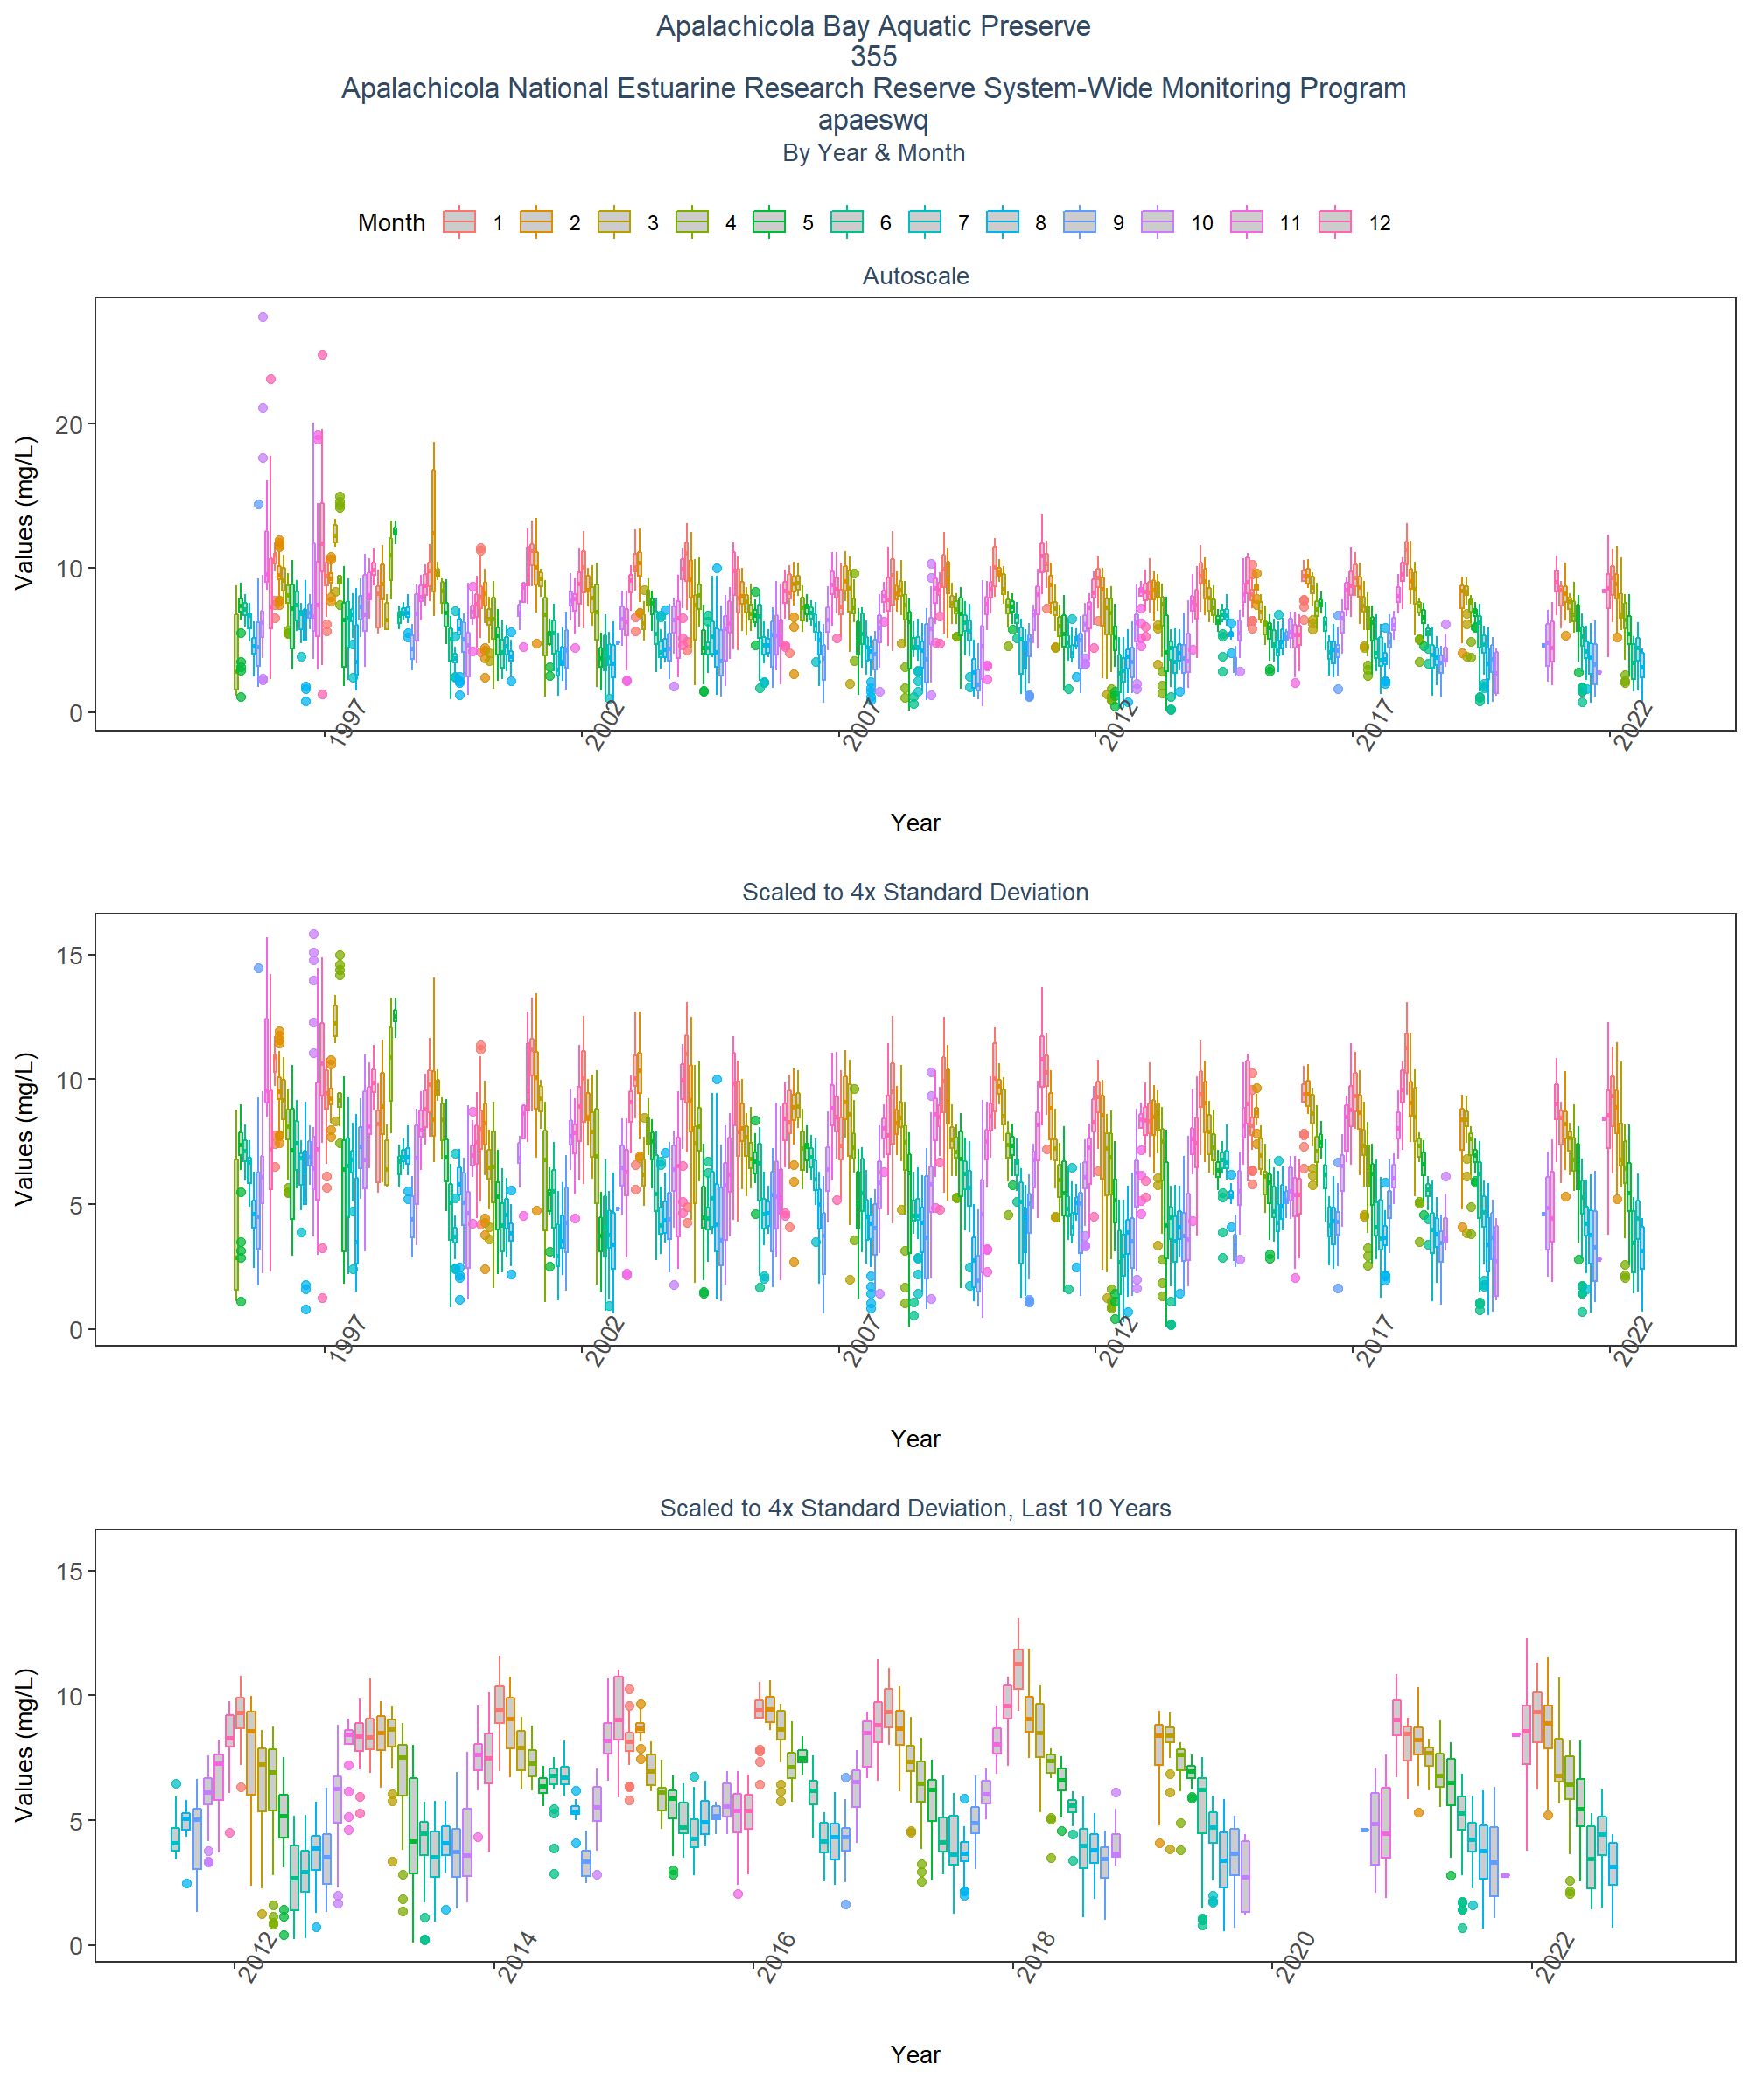 Apalachicola Bay Aquatic Preserve
355
Apalachicola National Estuarine Research Reserve System-Wide Monitoring Program
apaeswq
By Year & Month
Month 1 2 3 4 5 6 7 8 9 10 11 12
Autoscale
Values (mg/L)
20
10
0
1997 2002 2007 2012 2017 2022
Year
Scaled to 4x Standard Deviation
Values (mg/L)
15
10
5
0
1997 2002 2007 2012 2017 2022
Year
Scaled to 4x Standard Deviation, Last 10 Years
Values (mg/L)
15
10
5
0
2012 2014 2016 2018 2020 2022
Year